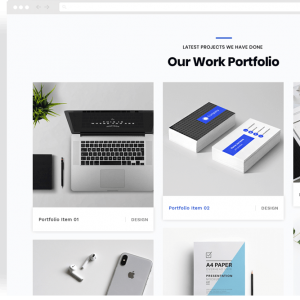 LATEST PROJECTS WE HAVE DONE
Our Work Portfolio
Portfolio Item 01
DESIGN
Portfolio Item 02
DESIGN
A4 PAPER
PRESENTATION